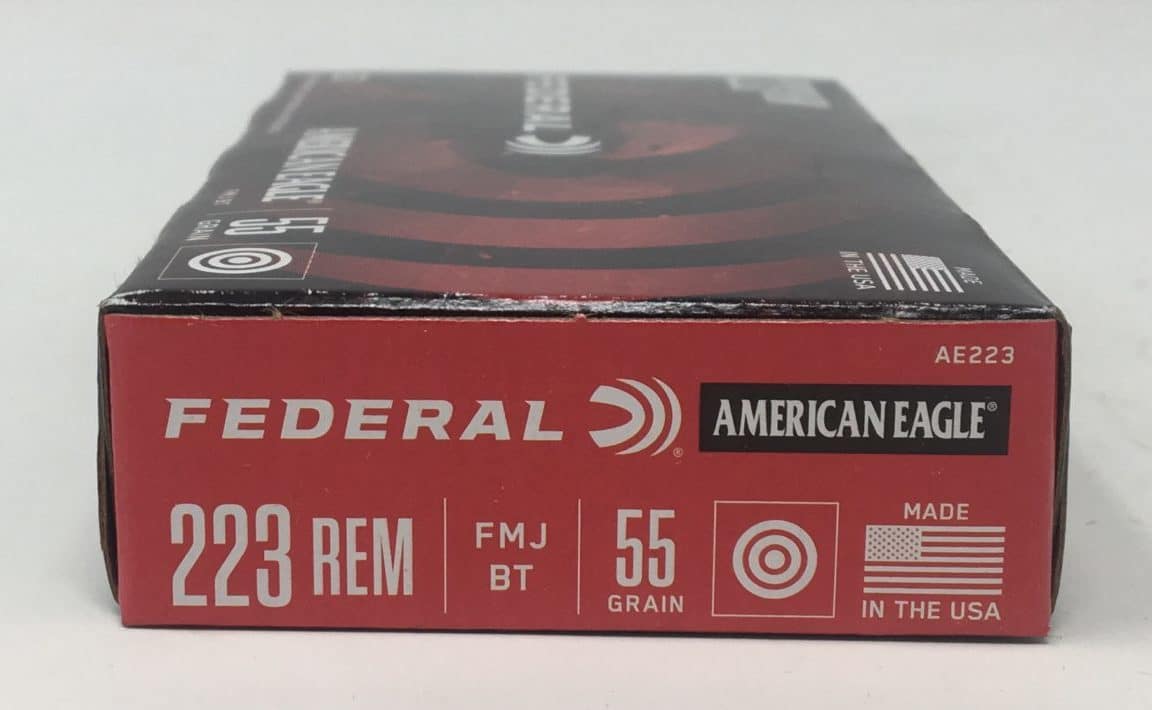 FEDERAL
AMERICAN EAGLE
55
GRAIN
MADE
IN THE USA
AE223
FEDERAL ® AMERICAN EAGLE®
223 REM
FMJ
BT
55
GRAIN
MADE
IN THE USA